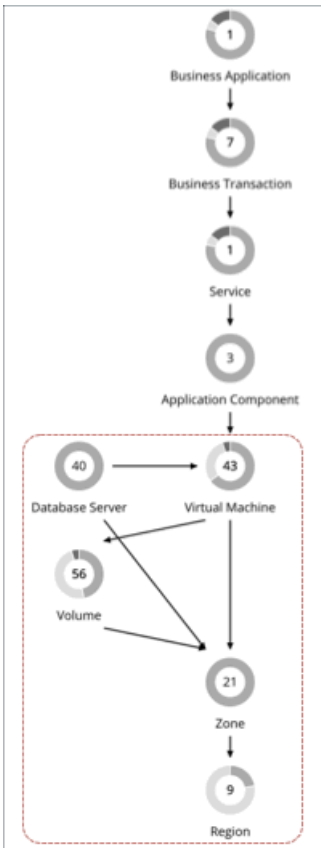 1
Business Application
7
Business Transaction
1
Service
3
Application Component
40
43
Database Server
Virtual Machine
56
Volume
21
Zone
9
Region